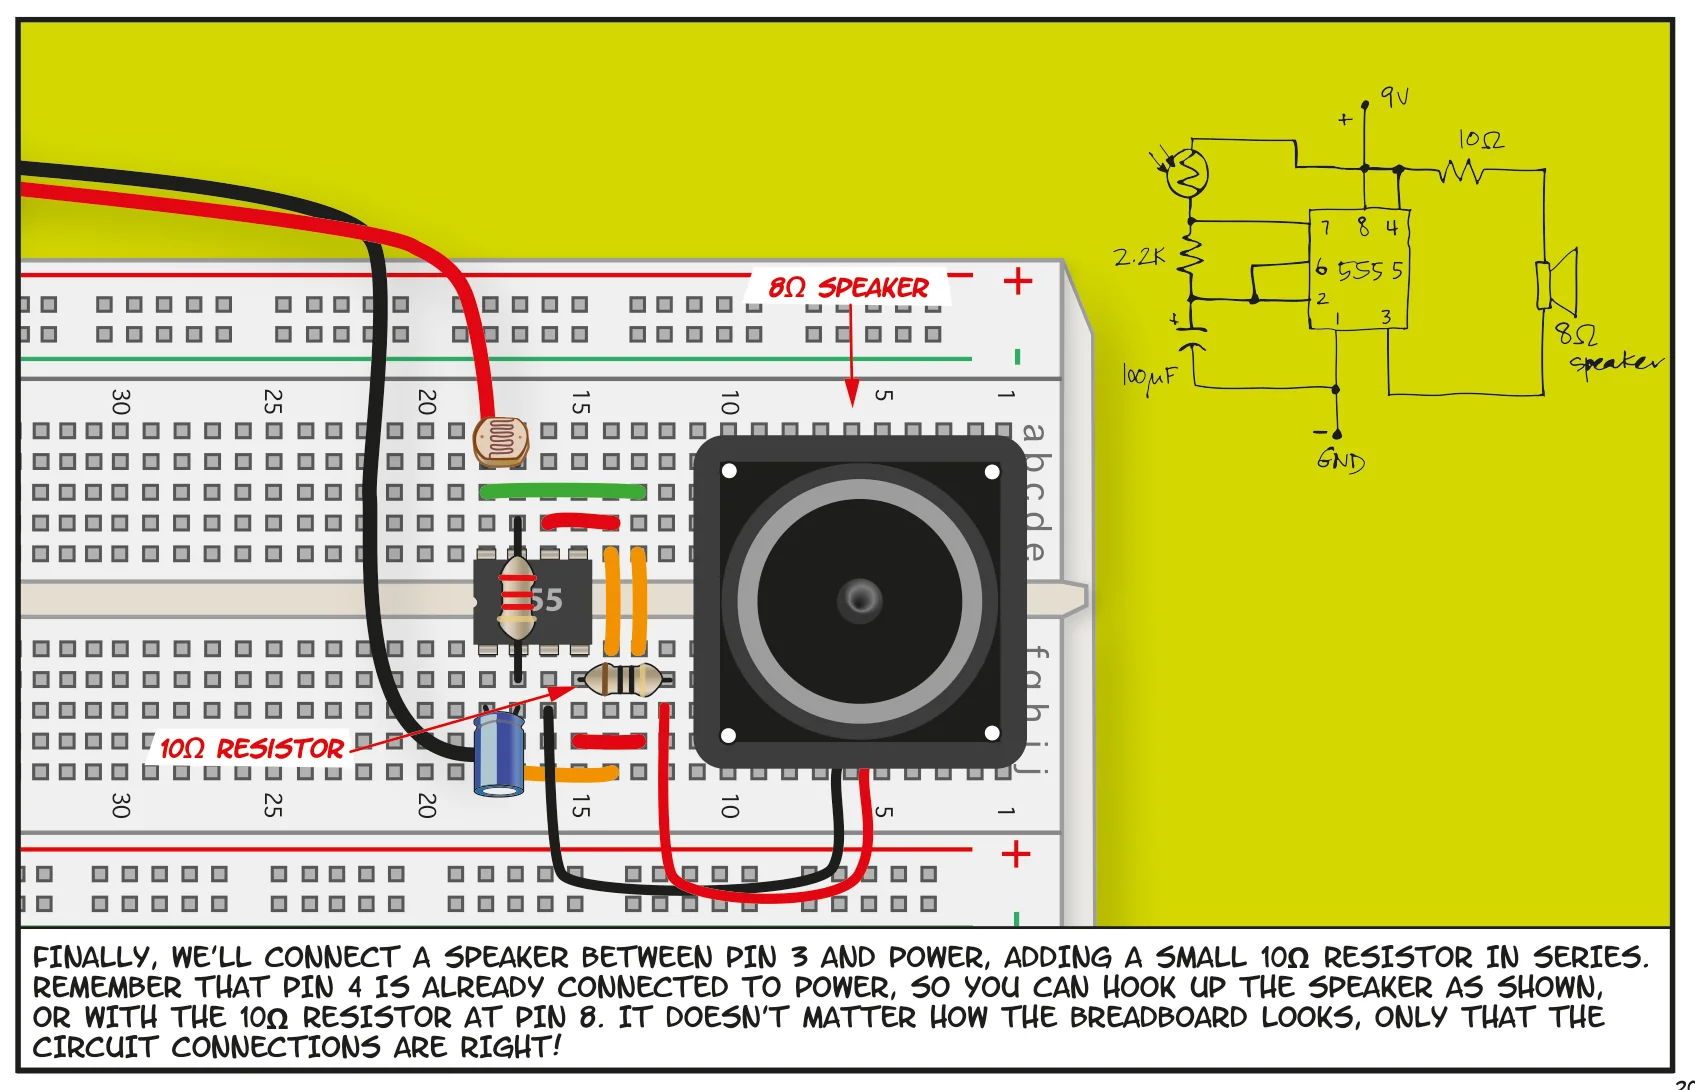 9V
+
10Ω
7 8 4
2.2K
6 555 5
2
+
1 3
100µF
8Ω
speaker
-
GND
8Ω SPEAKER
+
-
30 25 20 15 10 5 1
a
b
c
d
e
55
f
g
h
i
j
10Ω RESISTOR
30 25 20 15 10 5 1
+
-
FINALLY, WE'LL CONNECT A SPEAKER BETWEEN PIN 3 AND POWER, ADDING A SMALL 10Ω RESISTOR IN SERIES.
REMEMBER THAT PIN 4 IS ALREADY CONNECTED TO POWER, SO YOU CAN HOOK UP THE SPEAKER AS SHOWN,
OR WITH THE 10Ω RESISTOR AT PIN 8. IT DOESN'T MATTER HOW THE BREADBOARD LOOKS, ONLY THAT THE
CIRCUIT CONNECTIONS ARE RIGHT!